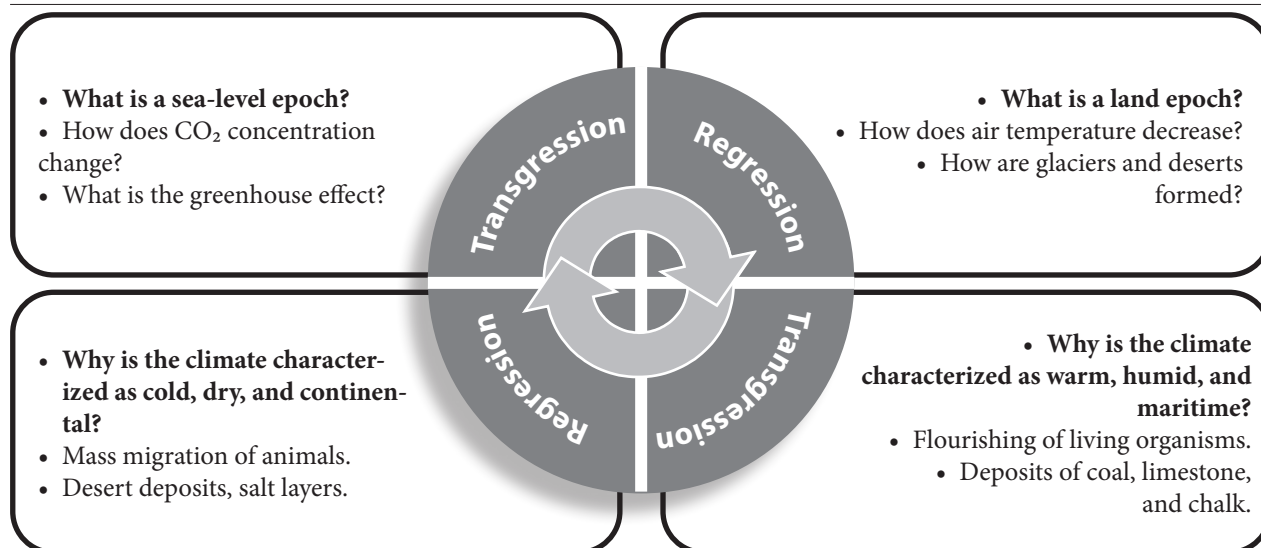 • What is a sea-level epoch?
• How does CO₂ concentration
change?
• What is the greenhouse effect?
• What is a land epoch?
• How does air temperature decrease?
• How are glaciers and deserts
formed?
Transgression
Regression
Regression
Transgression
• Why is the climate character-
ized as cold, dry, and continen-
tal?
• Mass migration of animals.
• Desert deposits, salt layers.
• Why is the climate
characterized as warm, humid, and
maritime?
• Flourishing of living organisms.
• Deposits of coal, limestone,
and chalk.